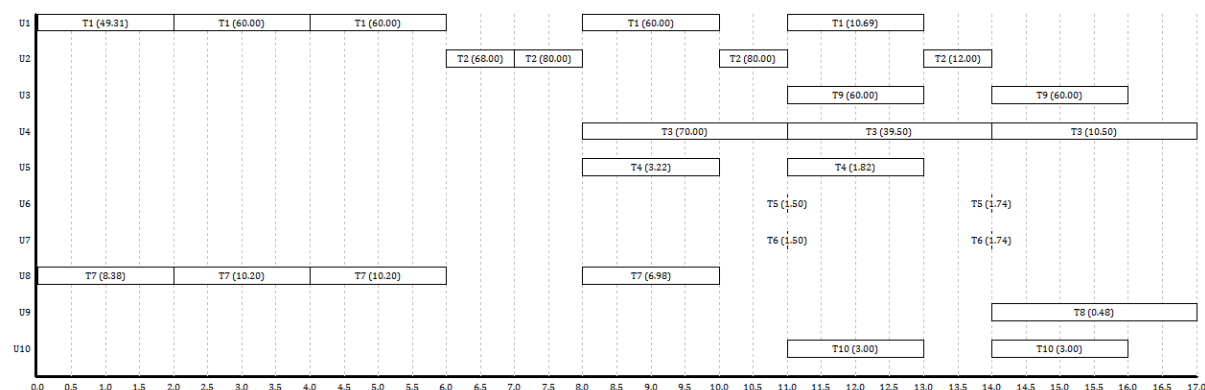 U1 T1 (49.31) T1 (60.00) T1 (60.00) T1 (60.00) T1 (10.69)
U2 T2 (68.00) T2 (80.00) T2 (80.00) T2 (12.00)
U3 T9 (60.00) T9 (60.00)
U4 T3 (70.00) T3 (39.50) T3 (10.50)
U5 T4 (3.22) T4 (1.82)
U6 T5 (1.50) T5 (1.74)
U7 T6 (1.50) T6 (1.74)
U8 T7 (8.38) T7 (10.20) T7 (10.20) T7 (6.98)
U9 T8 (0.48)
U10 T10 (3.00) T10 (3.00)
0.0 0.5 1.0 1.5 2.0 2.5 3.0 3.5 4.0 4.5 5.0 5.5 6.0 6.5 7.0 7.5 8.0 8.5 9.0 9.5 10.0 10.5 11.0 11.5 12.0 12.5 13.0 13.5 14.0 14.5 15.0 15.5 16.0 16.5 17.0